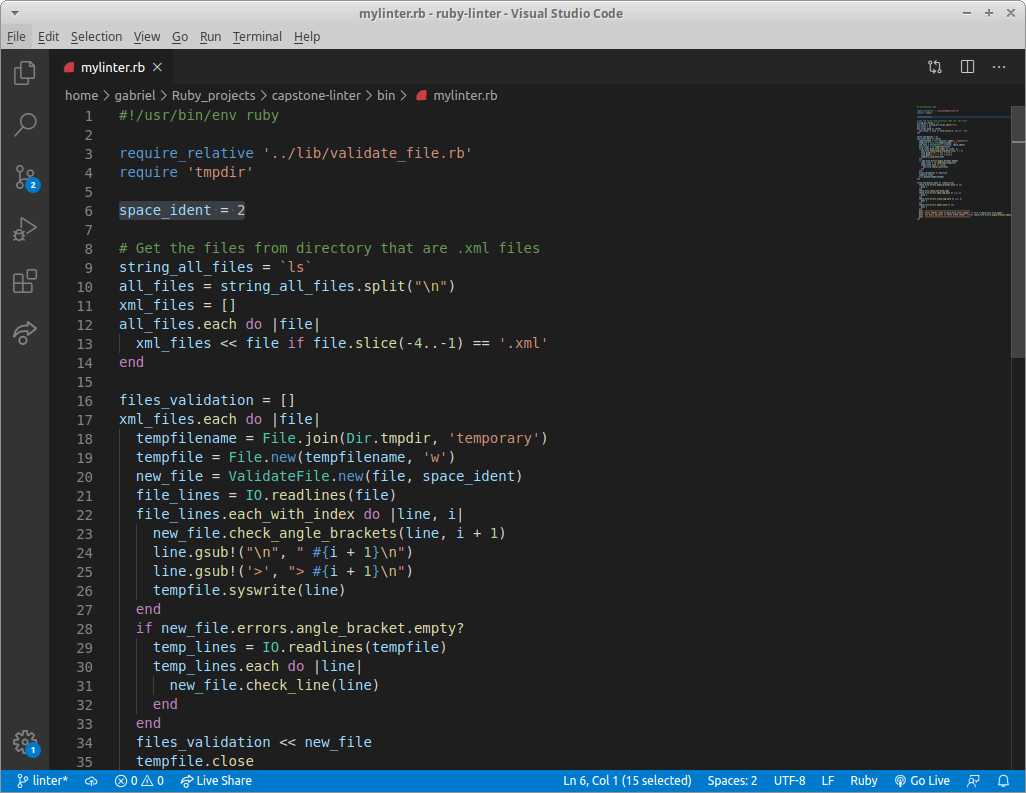 mylinter.rb - ruby-linter - Visual Studio Code
File Edit Selection View Go Run Terminal Help
mylinter.rb
home > gabriel > Ruby_projects > capstone-linter > bin > mylinter.rb
1 #!/usr/bin/env ruby
2
3 require_relative '../lib/validate_file.rb'
4 require 'tmpdir'
5
6 space_ident = 2
7
8 # Get the files from directory that are .xml files
9 string_all_files = `ls`
10 all_files = string_all_files.split("\n")
11 xml_files = []
12 all_files.each do |file|
13   xml_files << file if file.slice(-4..-1) == '.xml'
14 end
15
16 files_validation = []
17 xml_files.each do |file|
18   tempfilename = File.join(Dir.tmpdir, 'temporary')
19   tempfile = File.new(tempfilename, 'w')
20   new_file = ValidateFile.new(file, space_ident)
21   file_lines = IO.readlines(file)
22   file_lines.each_with_index do |line, i|
23     new_file.check_angle_brackets(line, i + 1)
24     line.gsub!("\n", " #{i + 1}\n")
25     line.gsub!('>', "> #{i + 1}\n")
26     tempfile.syswrite(line)
27   end
28   if new_file.errors.angle_bracket.empty?
29     temp_lines = IO.readlines(tempfile)
30     temp_lines.each do |line|
31       new_file.check_line(line)
32     end
33   end
34   files_validation << new_file
35   tempfile.close
2
1
linter* 0 0 Live Share Ln 6, Col 1 (15 selected) Spaces: 2 UTF-8 LF Ruby Go Live